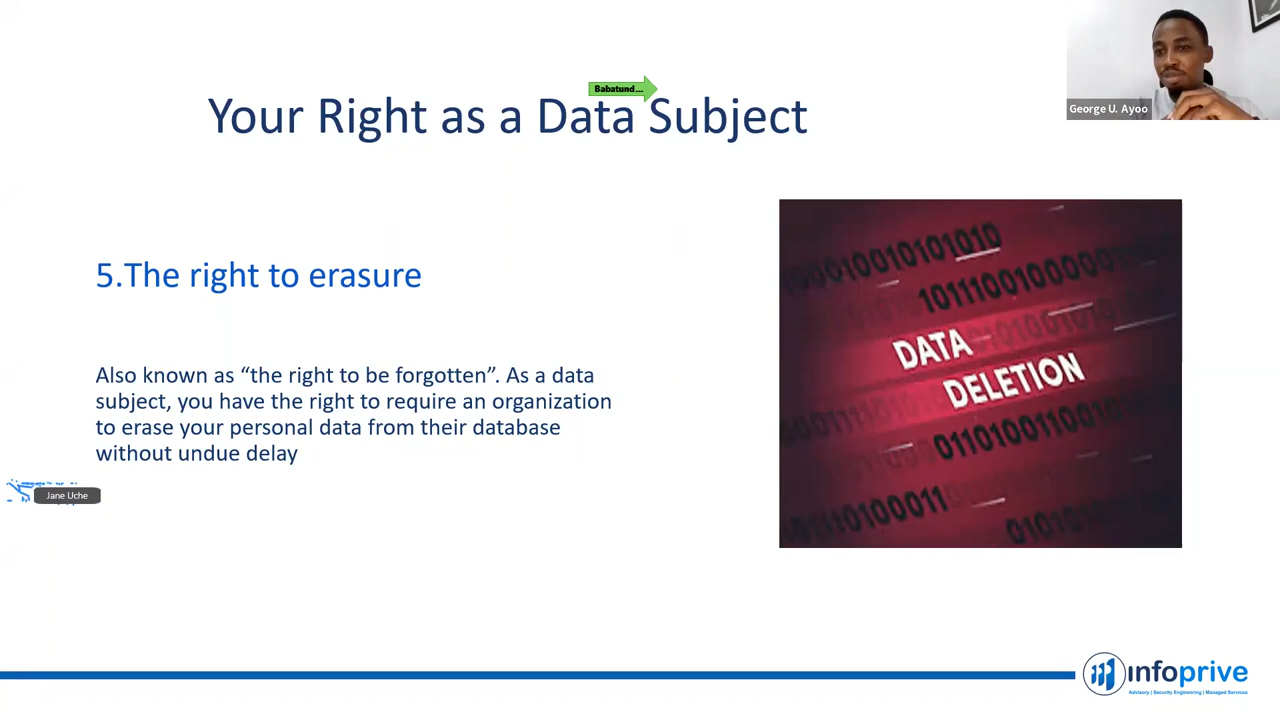 Babatund...
Your Right as a Data Subject
George U. Ayoo
5.The right to erasure
Also known as “the right to be forgotten”. As a data
subject, you have the right to require an organization
to erase your personal data from their database
without undue delay
Jane Uche
DATA
DELETION
infoprive
Advisory | Security Engineering | Managed Services